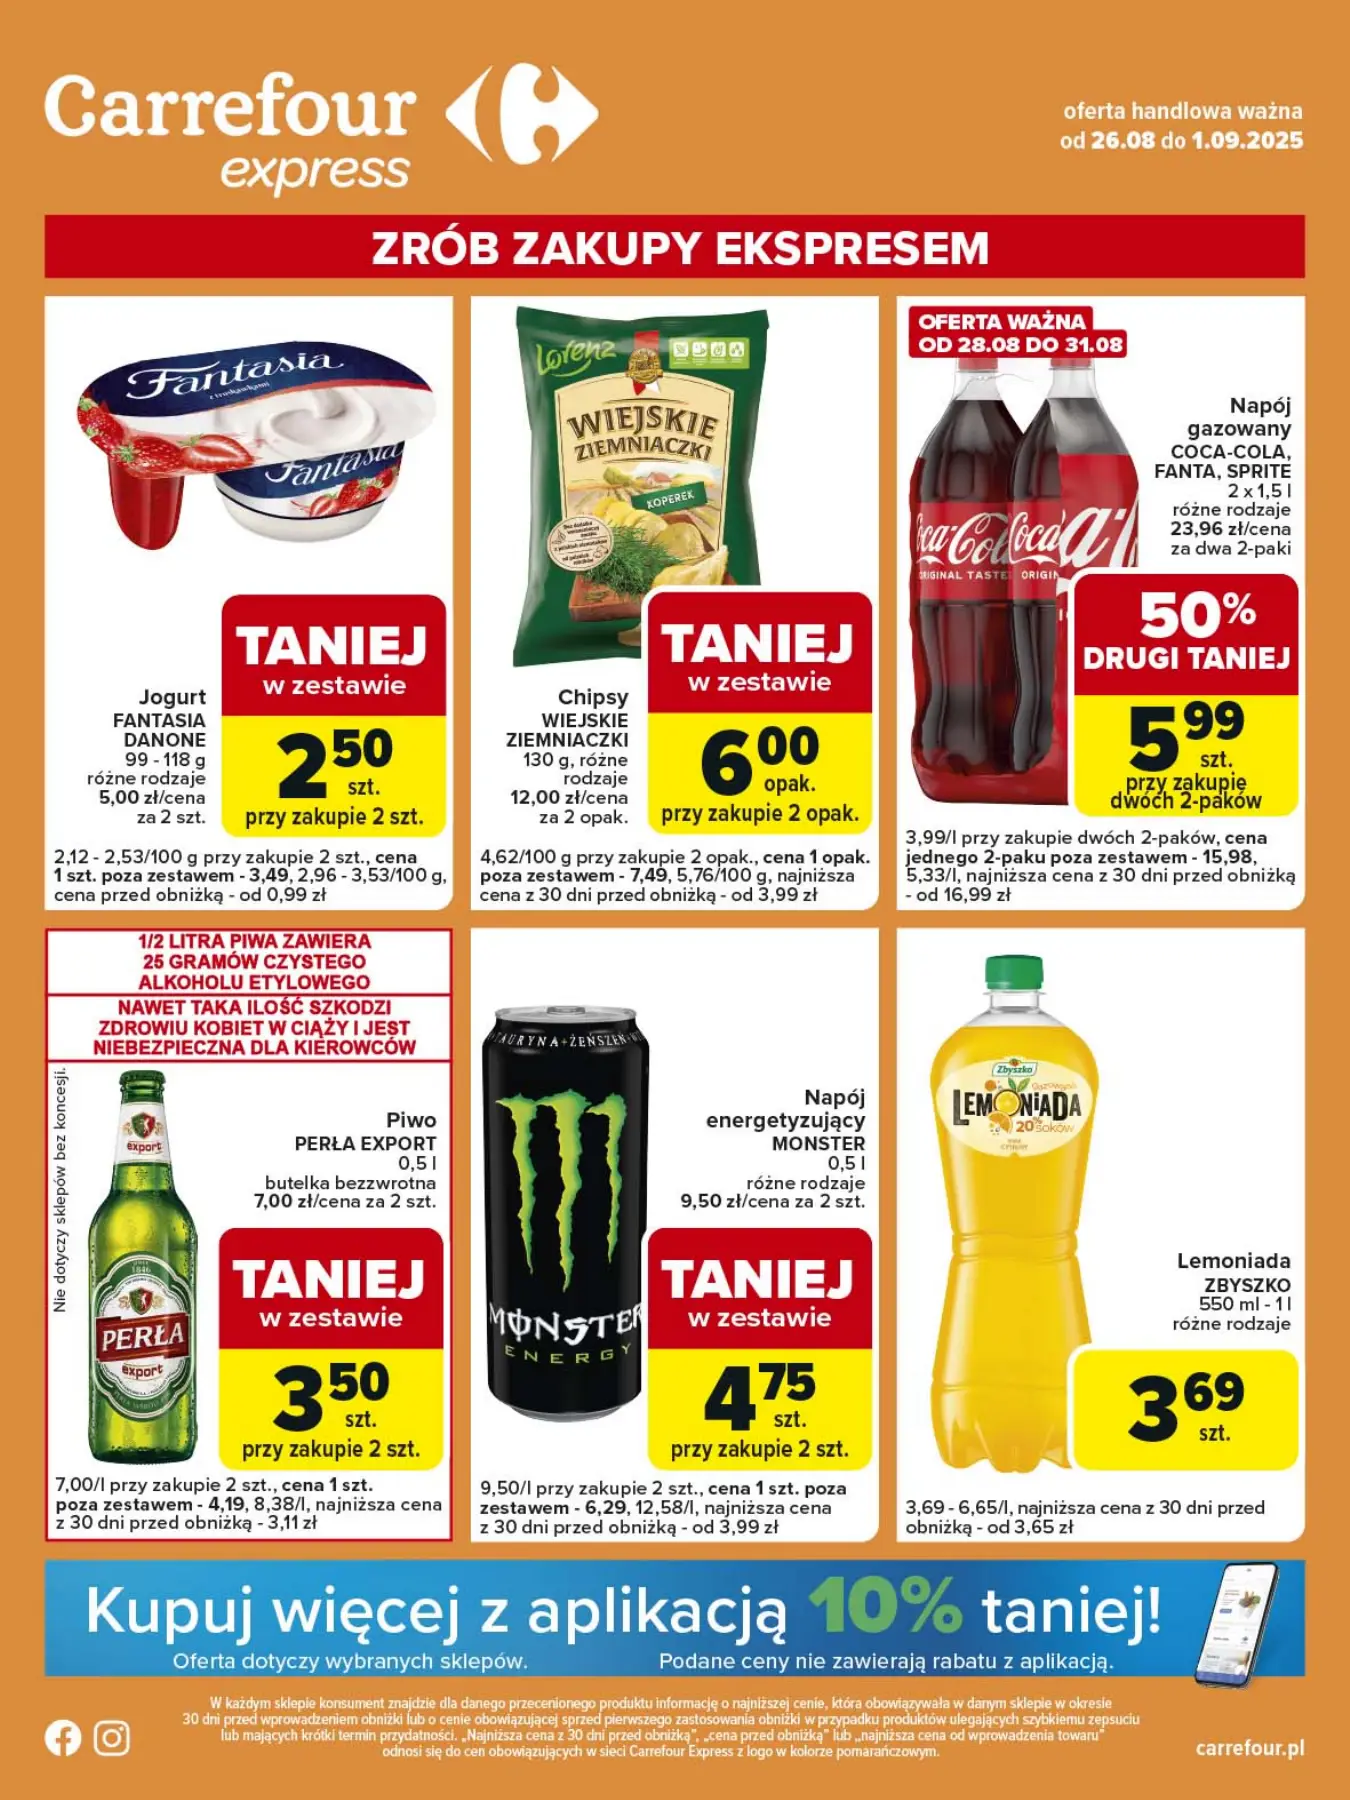 Carrefour
express
oferta handlowa ważna
od 26.08 do 1.09.2025
ZRÓB ZAKUPY EKSPRESEM
Fantasia
z truskawkami
Fantasia
TANIEJ
w zestawie
Jogurt
FANTASIA
DANONE
99 - 118 g
różne rodzaje
5,00 zł/cena
za 2 szt.
2 50
szt.
przy zakupie 2 szt.
2,12 - 2,53/100 g przy zakupie 2 szt., cena
1 szt. poza zestawem - 3,49, 2,96 - 3,53/100 g,
cena przed obniżką - od 0,99 zł
Lorenz
WIEJSKIE
ZIEMNIACZKI
KOPEREK
TANIEJ
w zestawie
Chipsy
WIEJSKIE
ZIEMNIACZKI
130 g, różne
rodzaje
12,00 zł/cena
za 2 opak.
6 00
opak.
przy zakupie 2 opak.
4,62/100 g przy zakupie 2 opak., cena 1 opak.
poza zestawem - 7,49, 5,76/100 g, najniższa
cena z 30 dni przed obniżką - od 3,99 zł
OFERTA WAŻNA
OD 28.08 DO 31.08
Napój
gazowany
COCA-COLA,
FANTA, SPRITE
2 x 1,5 l
różne rodzaje
23,96 zł/cena
za dwa 2-paki
ORIGINAL TASTE
50%
DRUGI TANIEJ
5 99
szt.
przy zakupie
dwóch 2-paków
3,99/l przy zakupie dwóch 2-paków, cena
jednego 2-paku poza zestawem - 15,98,
5,33/l, najniższa cena z 30 dni przed obniżką
- od 16,99 zł
1/2 LITRA PIWA ZAWIERA
25 GRAMÓW CZYSTEGO
ALKOHOLU ETYLOWEGO
NAWET TAKA ILOŚĆ SZKODZI
ZDROWIU KOBIET W CIĄŻY I JEST
NIEBEZPIECZNA DLA KIEROWCÓW
Nie dotyczy sklepów bez koncesji.
export
PERŁA
export
Piwo
PERŁA EXPORT
0,5 l
butelka bezzwrotna
7,00 zł/cena za 2 szt.
TANIEJ
w zestawie
3 50
szt.
przy zakupie 2 szt.
7,00/l przy zakupie 2 szt., cena 1 szt.
poza zestawem - 4,19, 8,38/l, najniższa cena
z 30 dni przed obniżką - 3,11 zł
TAURYNA+ŻEŃSZEŃ
MONSTER
ENERGY
Napój
energetyzujący
MONSTER
0,5 l
różne rodzaje
9,50 zł/cena za 2 szt.
TANIEJ
w zestawie
4 75
szt.
przy zakupie 2 szt.
9,50/l przy zakupie 2 szt., cena 1 szt. poza
zestawem - 6,29, 12,58/l, najniższa cena
z 30 dni przed obniżką - od 3,99 zł
Zbyszko
LEMONIADA
20%
soków
Lemoniada
ZBYSZKO
550 ml - 1 l
różne rodzaje
3 69
szt.
3,69 - 6,65/l, najniższa cena z 30 dni przed
obniżką - od 3,65 zł
Kupuj więcej z aplikacją 10% taniej!
Oferta dotyczy wybranych sklepów. Podane ceny nie zawierają rabatu z aplikacją.
W każdym sklepie konsument znajdzie dla danego przecenionego produktu informację o najniższej cenie, która obowiązywała w danym sklepie w okresie
30 dni przed wprowadzeniem obniżki lub o cenie obowiązującej sprzed pierwszego zastosowania obniżki w przypadku produktów ulegających szybkiemu zepsuciu
lub mających krótki termin przydatności. „Najniższa cena z 30 dni przed obniżką", „cena przed obniżką" lub „najniższa cena od wprowadzenia towaru"
odnosi się do cen obowiązujących w sieci Carrefour Express z logo w kolorze pomarańczowym.
carrefour.pl